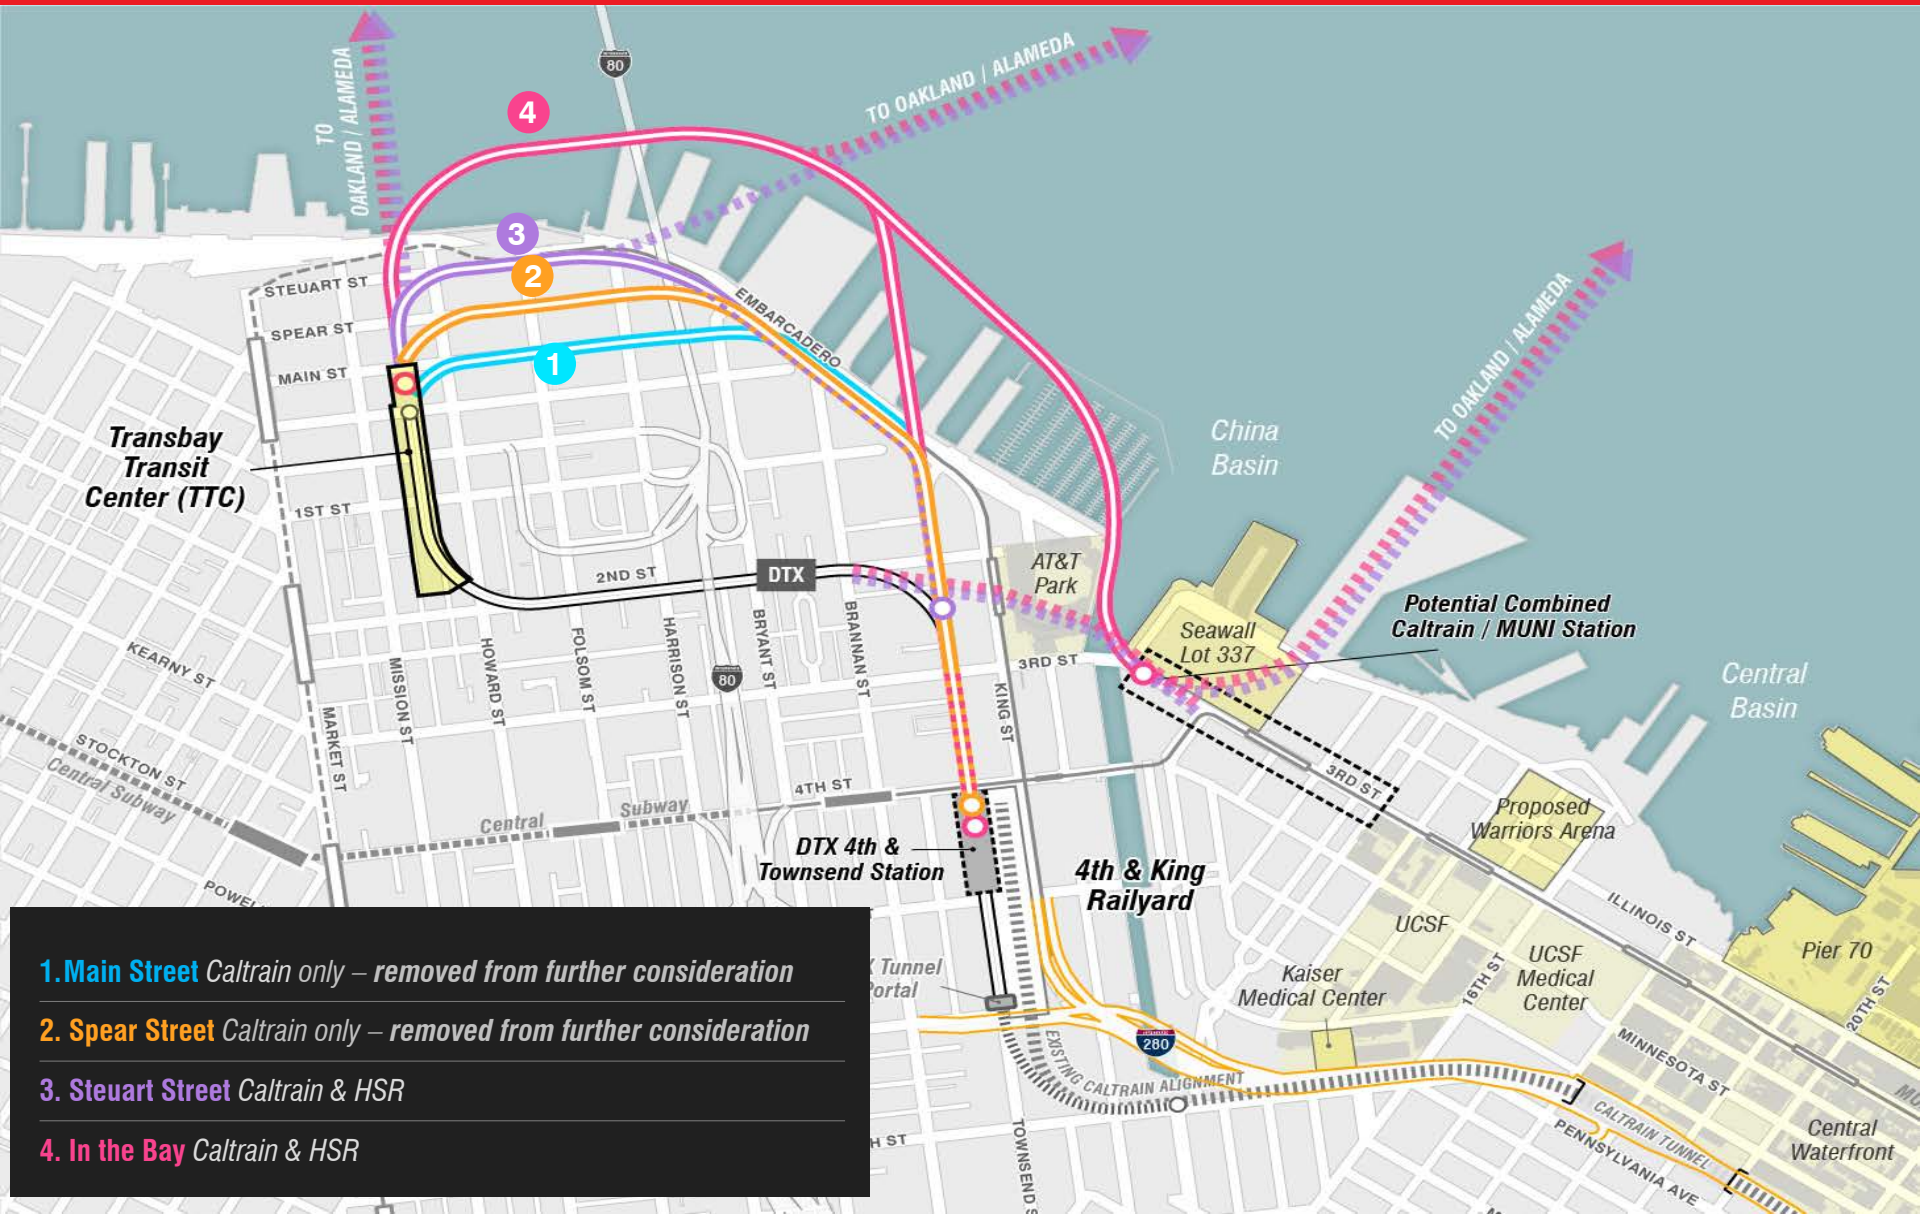 TO
OAKLAND / ALAMEDA
80
TO OAKLAND / ALAMEDA
4
3
2
1
TO OAKLAND / ALAMEDA
STEUART ST
SPEAR ST
MAIN ST
EMBARCADERO
China
Basin
Transbay
Transit
Center (TTC)
1ST ST
2ND ST
DTX
AT&T
Park
Seawall
Lot 337
Potential Combined
Caltrain / MUNI Station
Central
Basin
KEARNY ST
MARKET ST
MISSION ST
HOWARD ST
FOLSOM ST
HARRISON ST
80
BRYANT ST
BRANNAN ST
KING ST
3RD ST
STOCKTON ST
Central Subway
Central
Subway
4TH ST
3RD ST
Proposed
Warriors Arena
POWEL
DTX 4th &
Townsend Station
4th & King
Railyard
ILLINOIS ST
UCSF
UCSF
Medical
Center
16TH ST
Pier 70
20TH ST
Kaiser
Medical Center
Tunnel
ortal
280
EXISTING CALTRAIN ALIGNMENT
MINNESOTA ST
MU
CALTRAIN TUNNEL
PENNSYLVANIA AVE
Central
Waterfront
H ST
TOWNSEND S
1. Main Street Caltrain only – removed from further consideration
2. Spear Street Caltrain only – removed from further consideration
3. Steuart Street Caltrain & HSR
4. In the Bay Caltrain & HSR